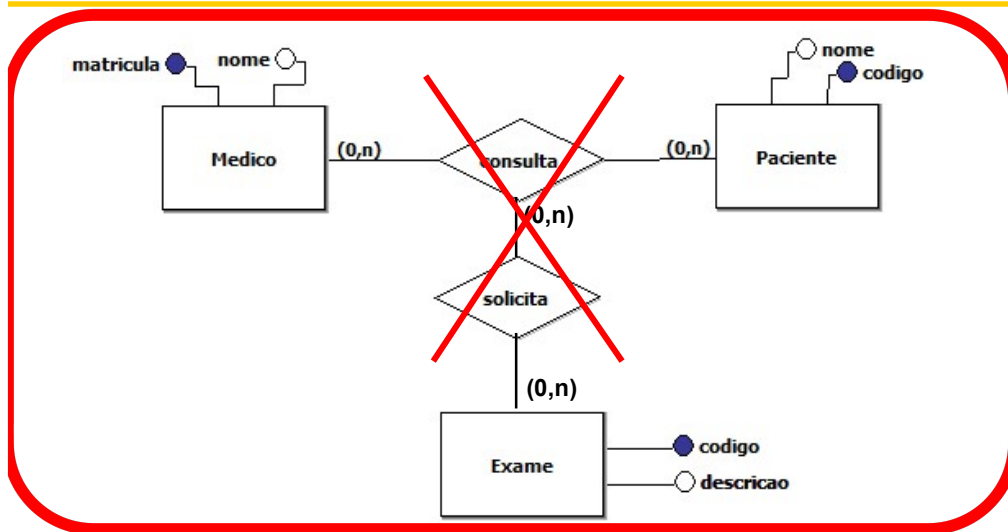 nome
matricula
nome
codigo
Medico
(0,n)
consulta
(0,n)
Paciente
(0,n)
solicita
(0,n)
Exame
codigo
descricao